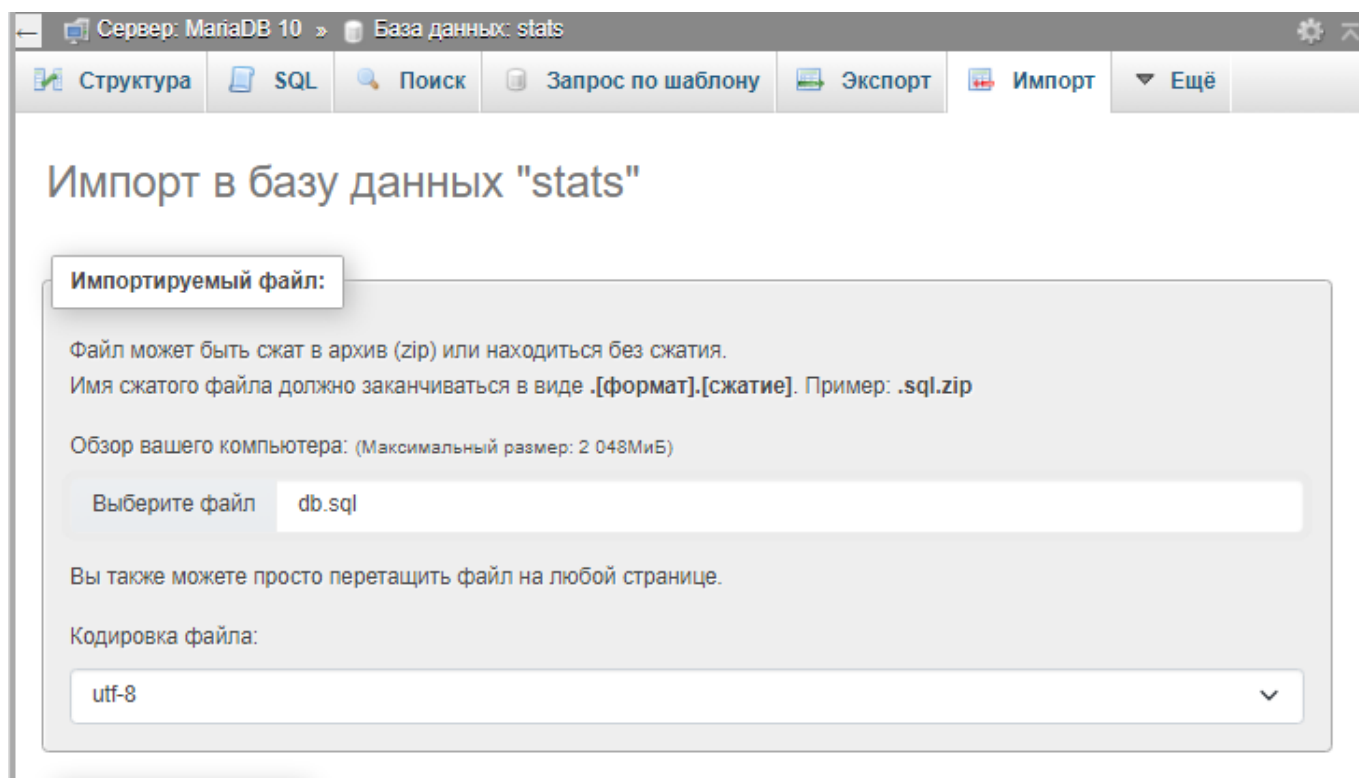 ← Сервер: MariaDB 10 » База данных: stats
Структура SQL Поиск Запрос по шаблону Экспорт Импорт Ещё
Импорт в базу данных "stats"
Импортируемый файл:
Файл может быть сжат в архив (zip) или находиться без сжатия.
Имя сжатого файла должно заканчиваться в виде .[формат].[сжатие]. Пример: .sql.zip
Обзор вашего компьютера: (Максимальный размер: 2 048МиБ)
Выберите файл db.sql
Вы также можете просто перетащить файл на любой странице.
Кодировка файла:
utf-8